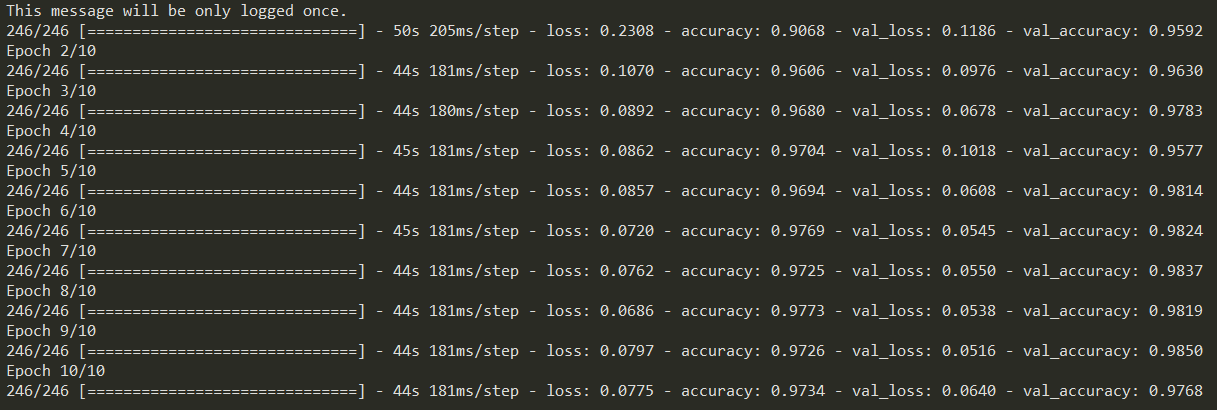 This message will be only logged once.
246/246 [==============================] - 50s 205ms/step - loss: 0.2308 - accuracy: 0.9068 - val_loss: 0.1186 - val_accuracy: 0.9592
Epoch 2/10
246/246 [==============================] - 44s 181ms/step - loss: 0.1070 - accuracy: 0.9606 - val_loss: 0.0976 - val_accuracy: 0.9630
Epoch 3/10
246/246 [==============================] - 44s 180ms/step - loss: 0.0892 - accuracy: 0.9680 - val_loss: 0.0678 - val_accuracy: 0.9783
Epoch 4/10
246/246 [==============================] - 45s 181ms/step - loss: 0.0862 - accuracy: 0.9704 - val_loss: 0.1018 - val_accuracy: 0.9577
Epoch 5/10
246/246 [==============================] - 44s 181ms/step - loss: 0.0857 - accuracy: 0.9694 - val_loss: 0.0608 - val_accuracy: 0.9814
Epoch 6/10
246/246 [==============================] - 45s 181ms/step - loss: 0.0720 - accuracy: 0.9769 - val_loss: 0.0545 - val_accuracy: 0.9824
Epoch 7/10
246/246 [==============================] - 44s 181ms/step - loss: 0.0762 - accuracy: 0.9725 - val_loss: 0.0550 - val_accuracy: 0.9837
Epoch 8/10
246/246 [==============================] - 44s 181ms/step - loss: 0.0686 - accuracy: 0.9773 - val_loss: 0.0538 - val_accuracy: 0.9819
Epoch 9/10
246/246 [==============================] - 44s 181ms/step - loss: 0.0797 - accuracy: 0.9726 - val_loss: 0.0516 - val_accuracy: 0.9850
Epoch 10/10
246/246 [==============================] - 44s 181ms/step - loss: 0.0775 - accuracy: 0.9734 - val_loss: 0.0640 - val_accuracy: 0.9768